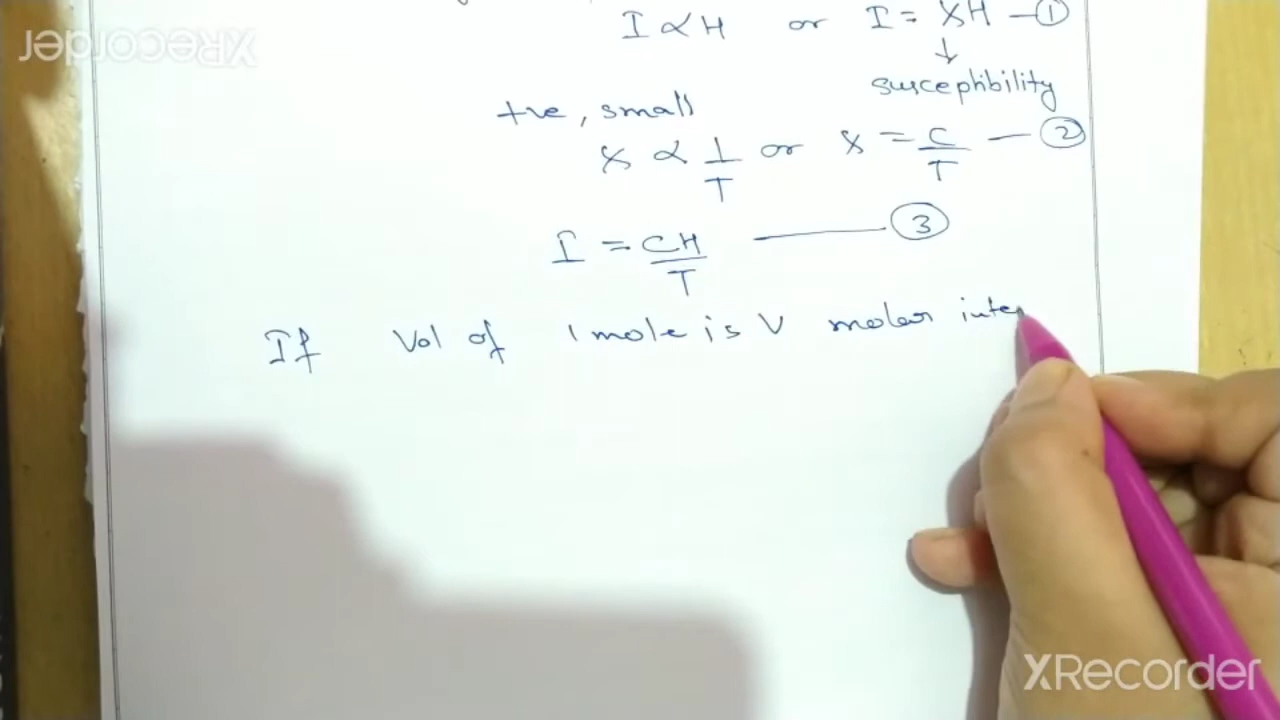 XRecorder
I ∝ H or I = χH — ①
↓
susceptibility
+ve, small
χ ∝ 1/T or χ = C/T — ②
I = CH/T ——— ③
If Vol of 1 mole is V molar inte
XRecorder